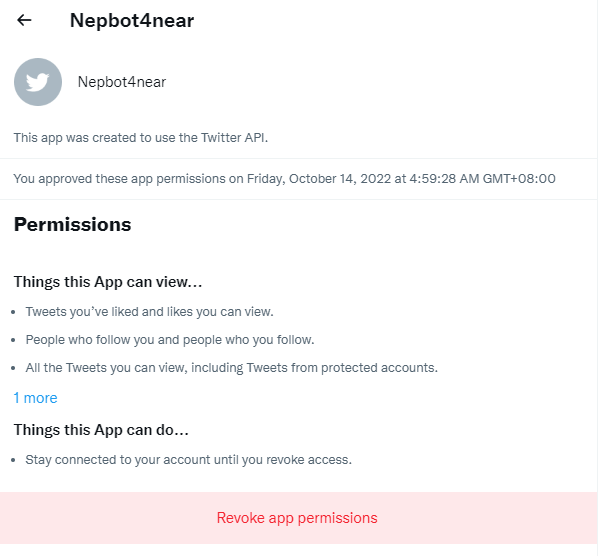 Nepbot4near
Nepbot4near
This app was created to use the Twitter API.
You approved these app permissions on Friday, October 14, 2022 at 4:59:28 AM GMT+08:00
Permissions
Things this App can view…
• Tweets you’ve liked and likes you can view.
• People who follow you and people who you follow.
• All the Tweets you can view, including Tweets from protected accounts.
1 more
Things this App can do…
• Stay connected to your account until you revoke access.
Revoke app permissions